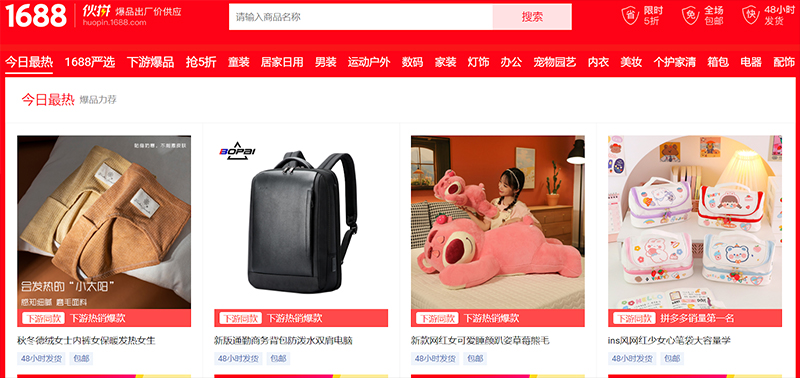 1688
伙拼
爆品出厂价供应
huopin.1688.com
请输入商品名称
搜索
省 限时5折
免 全场包邮
快 48小时发货
今日最热 1688严选 下游爆品 抢5折 童装 居家日用 男装 运动户外 数码 家装 灯饰 办公 宠物园艺 内衣 美妆 个护家清 箱包 电器 配饰
今日最热 爆品力荐
会发热的“小太阳”
感知细腻 套毛面料
下游同款 下游热销爆款
秋冬德绒女士内裤女保暖发热女生
48小时发货 包邮
BOPAI
下游同款 下游热销爆款
新版通勤商务背包防泼水双肩电脑
48小时发货 包邮
下游同款 下游热销爆款
新款网红女可爱睡颜趴姿草莓熊毛
48小时发货 包邮
下游同款 拼多多销量第一名
ins风网红少女心笔袋大容量学
48小时发货 包邮